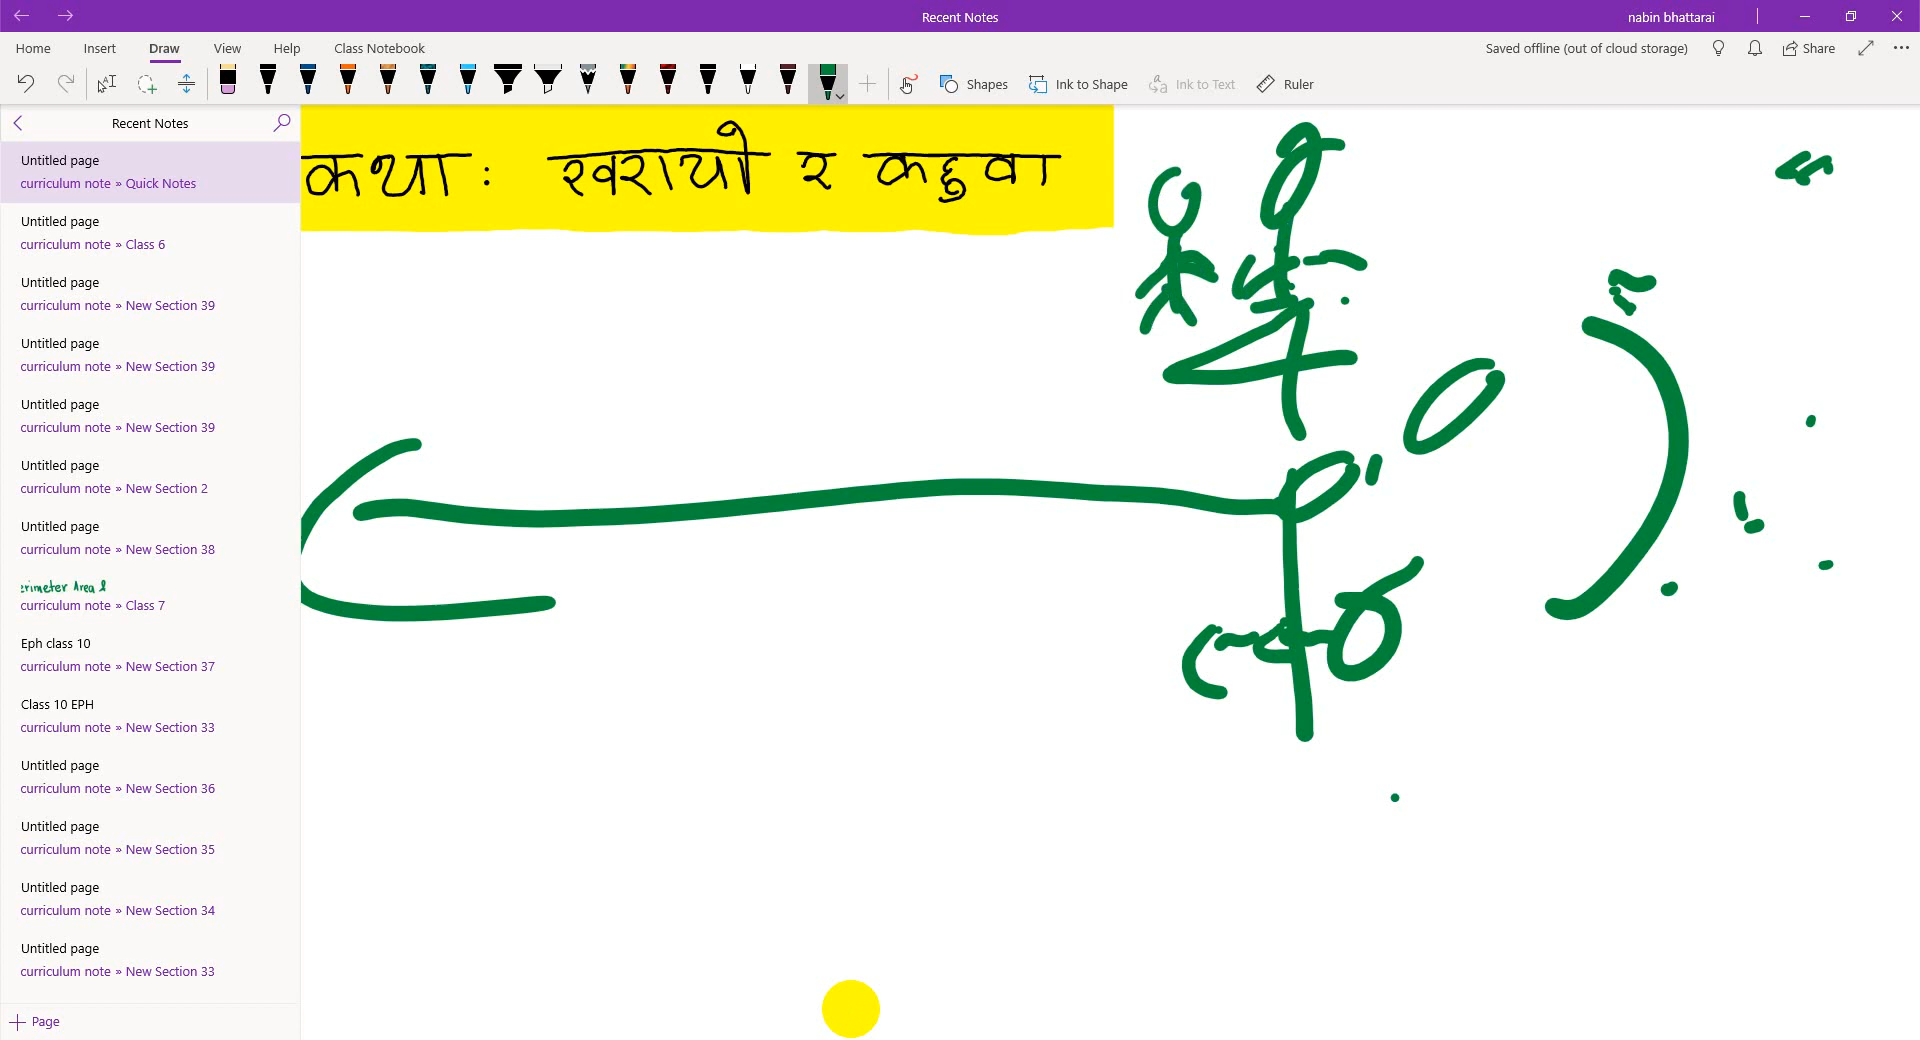 Recent Notes
nabin bhattarai
Home Insert Draw View Help Class Notebook
Saved offline (out of cloud storage) Share
Shapes Ink to Shape Ink to Text Ruler
Recent Notes
Untitled page
curriculum note » Quick Notes
Untitled page
curriculum note » Class 6
Untitled page
curriculum note » New Section 39
Untitled page
curriculum note » New Section 39
Untitled page
curriculum note » New Section 39
Untitled page
curriculum note » New Section 2
Untitled page
curriculum note » New Section 38
erimeter Area &
curriculum note » Class 7
Eph class 10
curriculum note » New Section 37
Class 10 EPH
curriculum note » New Section 33
Untitled page
curriculum note » New Section 36
Untitled page
curriculum note » New Section 35
Untitled page
curriculum note » New Section 34
Untitled page
curriculum note » New Section 33
Page
कथा : खरायो र कछुवा